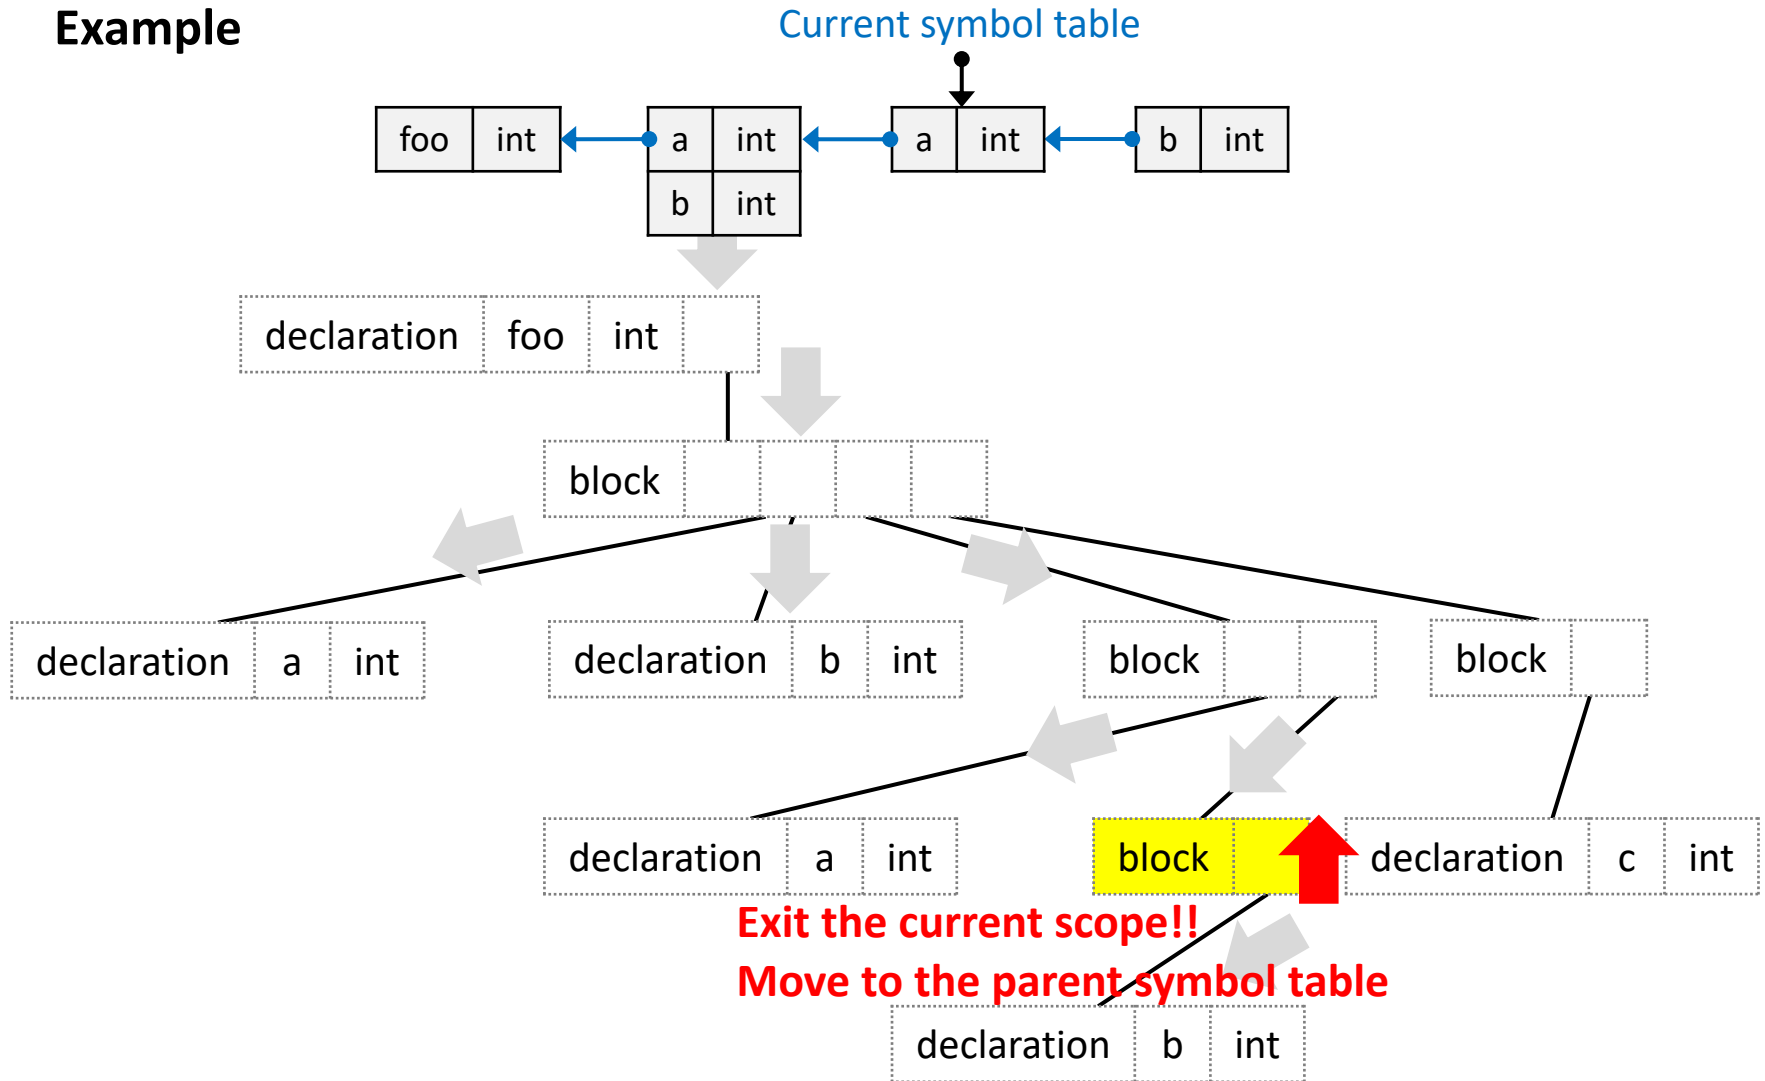 Example
Current symbol table
foo int a int a int b int
b int
declaration foo int
block
declaration a int declaration b int block block
declaration a int block declaration c int
Exit the current scope!!
Move to the parent symbol table
declaration b int